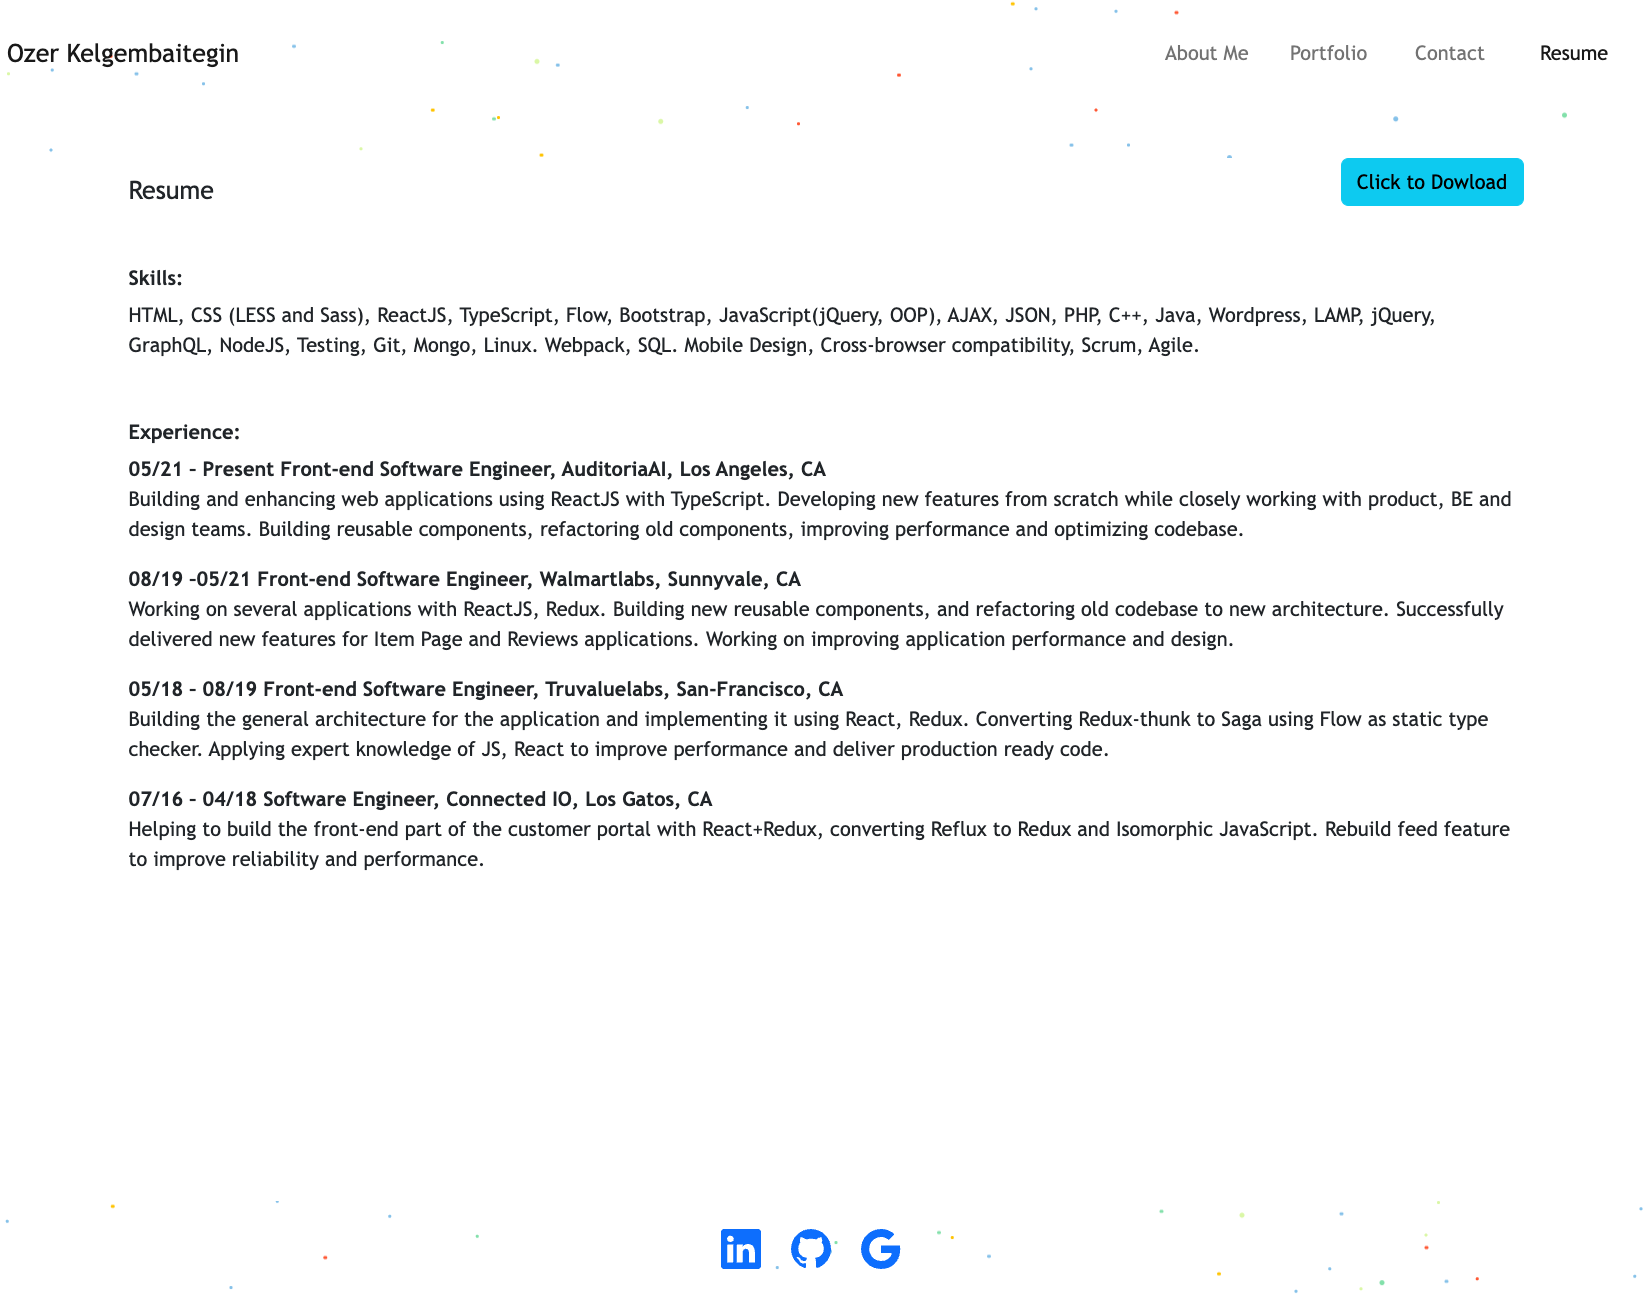 Ozer Kelgembaitegin
About Me
Portfolio
Contact
Resume
Resume
Click to Dowload
Skills:
HTML, CSS (LESS and Sass), ReactJS, TypeScript, Flow, Bootstrap, JavaScript(jQuery, OOP), AJAX, JSON, PHP, C++, Java, Wordpress, LAMP, jQuery,
GraphQL, NodeJS, Testing, Git, Mongo, Linux. Webpack, SQL. Mobile Design, Cross-browser compatibility, Scrum, Agile.
Experience:
05/21 – Present Front-end Software Engineer, AuditoriaAI, Los Angeles, CA
Building and enhancing web applications using ReactJS with TypeScript. Developing new features from scratch while closely working with product, BE and
design teams. Building reusable components, refactoring old components, improving performance and optimizing codebase.
08/19 –05/21 Front-end Software Engineer, Walmartlabs, Sunnyvale, CA
Working on several applications with ReactJS, Redux. Building new reusable components, and refactoring old codebase to new architecture. Successfully
delivered new features for Item Page and Reviews applications. Working on improving application performance and design.
05/18 – 08/19 Front-end Software Engineer, Truvaluelabs, San-Francisco, CA
Building the general architecture for the application and implementing it using React, Redux. Converting Redux-thunk to Saga using Flow as static type
checker. Applying expert knowledge of JS, React to improve performance and deliver production ready code.
07/16 – 04/18 Software Engineer, Connected IO, Los Gatos, CA
Helping to build the front-end part of the customer portal with React+Redux, converting Reflux to Redux and Isomorphic JavaScript. Rebuild feed feature
to improve reliability and performance.